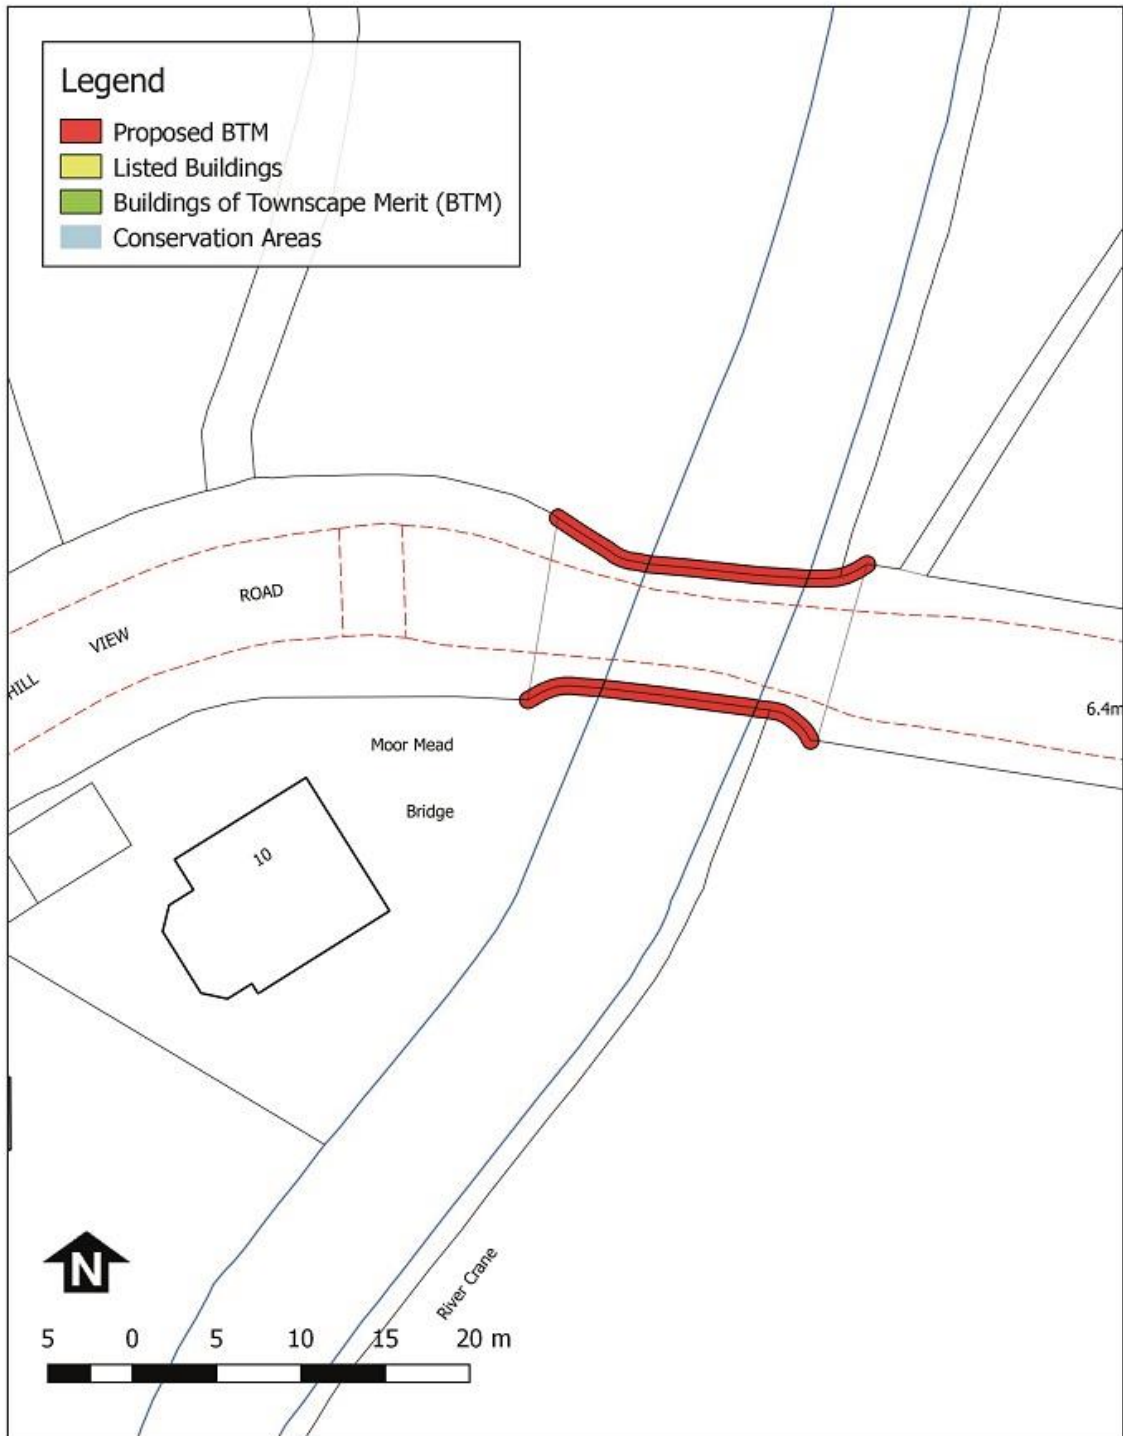 Legend
Proposed BTM
Listed Buildings
Buildings of Townscape Merit (BTM)
Conservation Areas
HILL
VIEW
ROAD
6.4m
Moor Mead
Bridge
10
River Crane
N
5 0 5 10 15 20 m